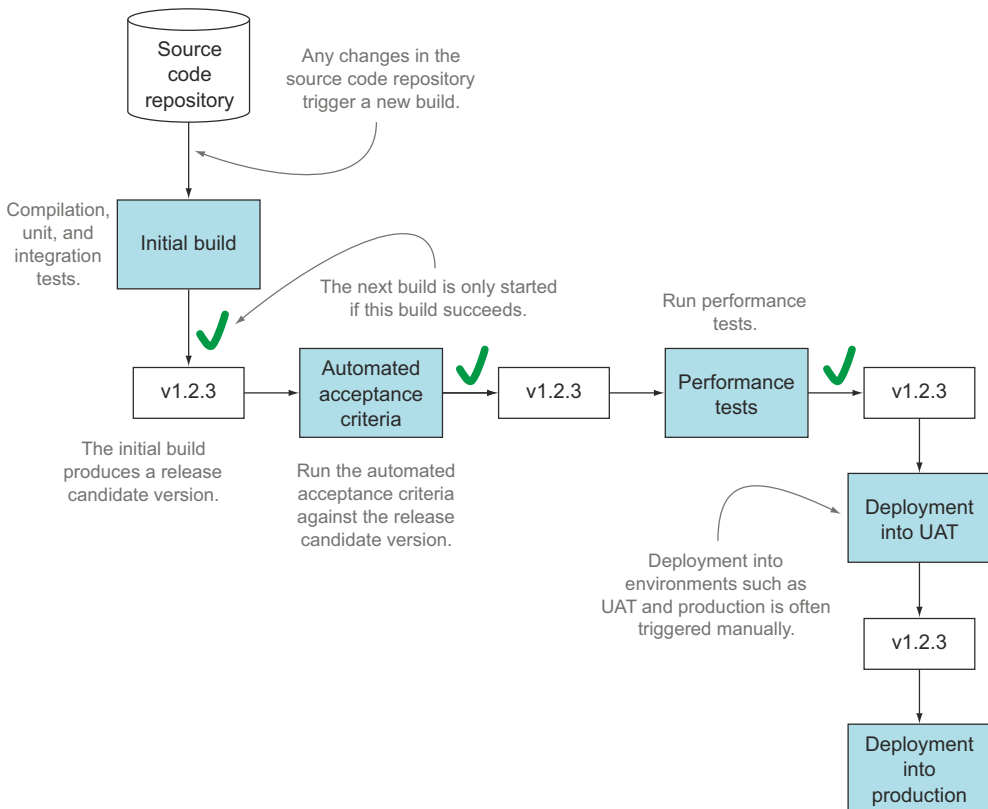 Source
code
repository
Any changes in the
source code repository
trigger a new build.
Compilation,
unit, and
integration
tests.
Initial build
The next build is only started
if this build succeeds.
Run performance
tests.
v1.2.3
Automated
acceptance
criteria
v1.2.3
Performance
tests
v1.2.3
The initial build
produces a release
candidate version.
Run the automated
acceptance criteria
against the release
candidate version.
Deployment
into UAT
Deployment into
environments such as
UAT and production is often
triggered manually.
v1.2.3
Deployment
into
production